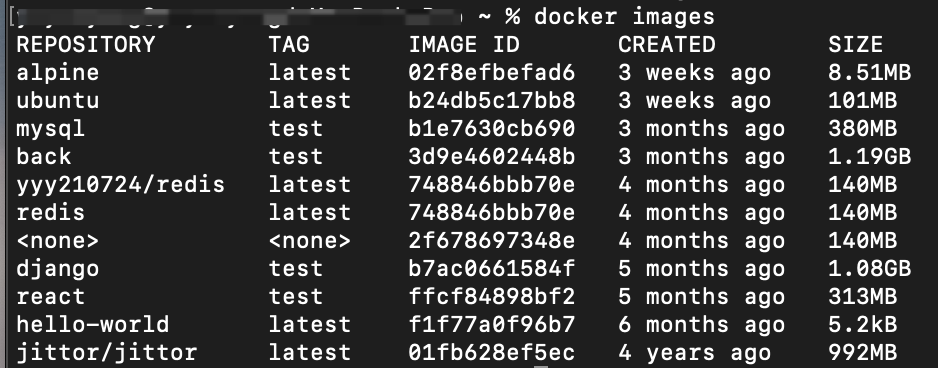 ~ % docker images
REPOSITORY TAG IMAGE ID CREATED SIZE
alpine latest 02f8efbefad6 3 weeks ago 8.51MB
ubuntu latest b24db5c17bb8 3 weeks ago 101MB
mysql test b1e7630cb690 3 months ago 380MB
back test 3d9e4602448b 3 months ago 1.19GB
yyy210724/redis latest 748846bbb70e 4 months ago 140MB
redis latest 748846bbb70e 4 months ago 140MB
<none> <none> 2f678697348e 4 months ago 140MB
django test b7ac0661584f 5 months ago 1.08GB
react test ffcf84898bf2 5 months ago 313MB
hello-world latest f1f77a0f96b7 6 months ago 5.2kB
jittor/jittor latest 01fb628ef5ec 4 years ago 992MB